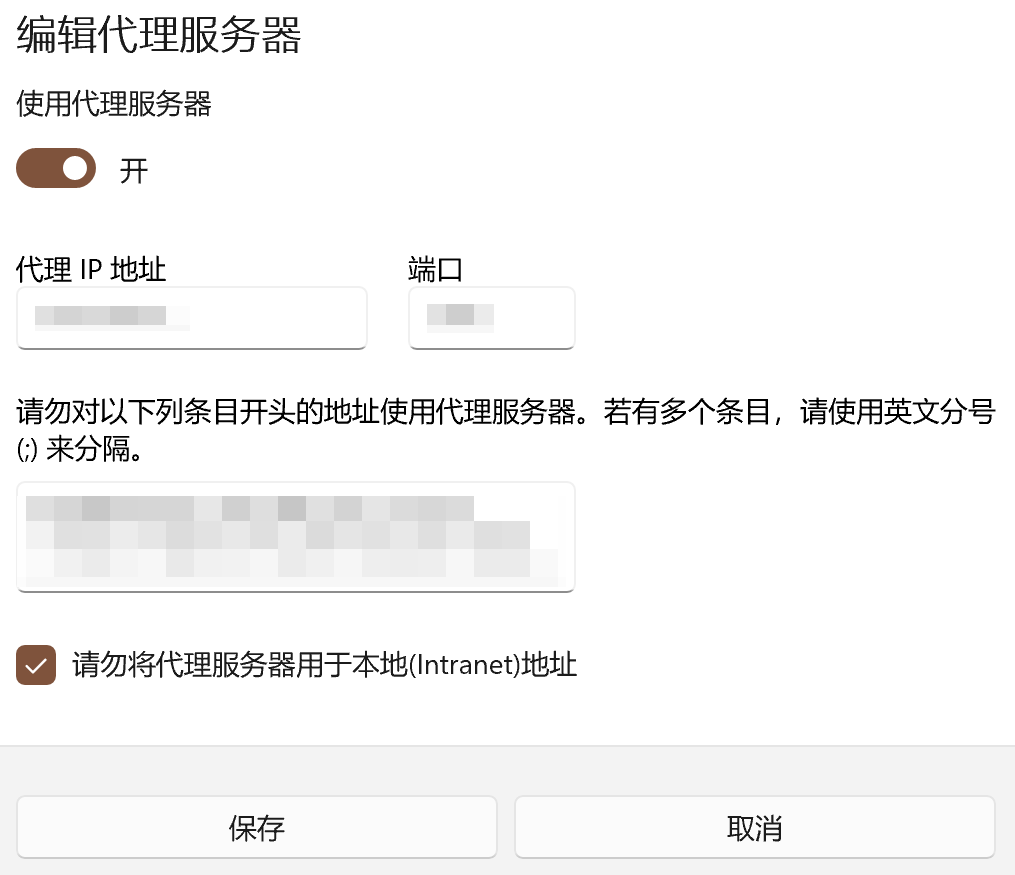 编辑代理服务器
使用代理服务器
开
代理 IP 地址
端口
请勿对以下列条目开头的地址使用代理服务器。若有多个条目，请使用英文分号
(;) 来分隔。
请勿将代理服务器用于本地(Intranet)地址
保存
取消